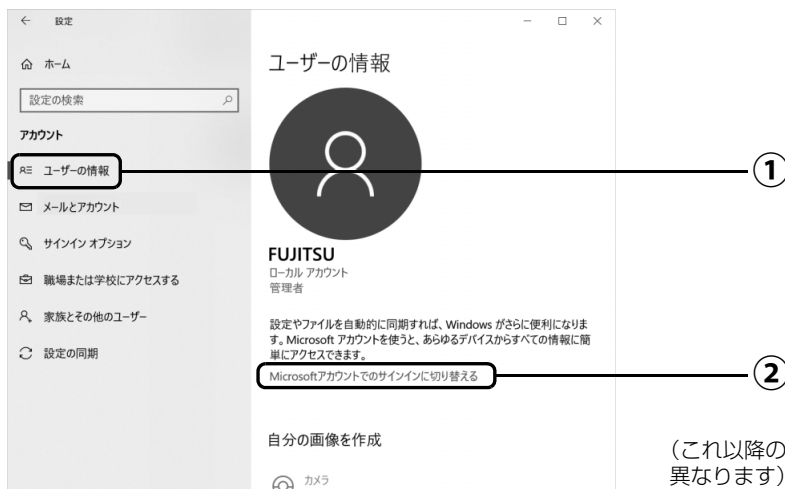 設定
ホーム
設定の検索
アカウント
ユーザーの情報
メールとアカウント
サインイン オプション
職場または学校にアクセスする
家族とその他のユーザー
設定の同期
ユーザーの情報
FUJITSU
ローカル アカウント
管理者
設定やファイルを自動的に同期すれば、Windows がさらに便利になりま
す。Microsoft アカウントを使うと、あらゆるデバイスからすべての情報に簡
単にアクセスできます。
Microsoftアカウントでのサインインに切り替える
自分の画像を作成
カメラ
①
②
（これ以降の
異なります）